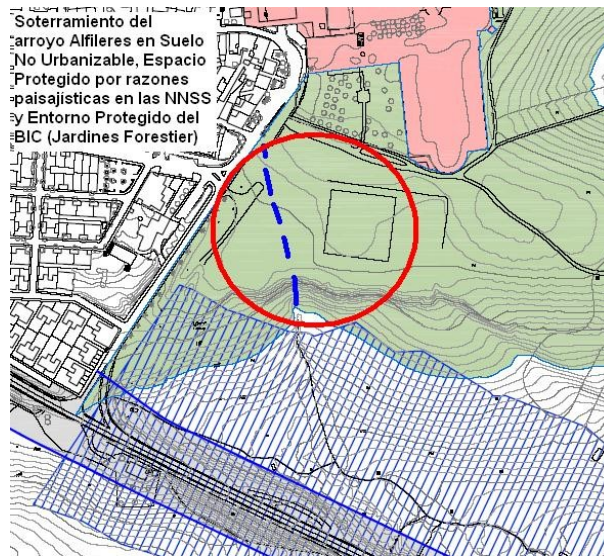 Soterramiento del
arroyo Alfileres en Suelo
No Urbanizable, Espacio
Protegido por razones
paisajísticas en las NNSS
y Entorno Protegido del
BIC (Jardines Forestier)